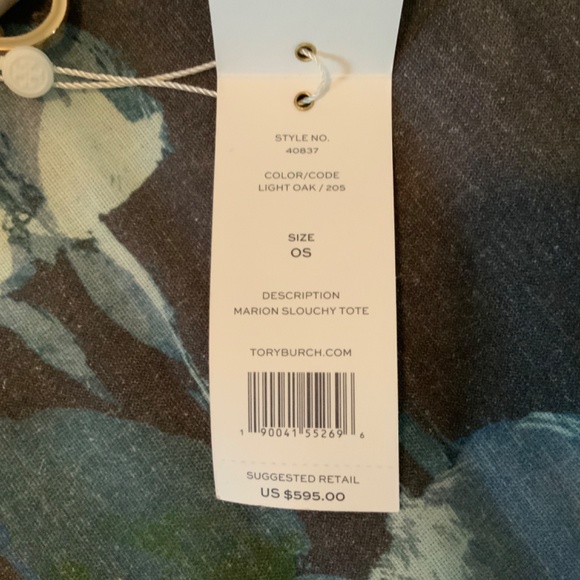 STYLE NO.
40837
COLOR/CODE
LIGHT OAK / 205
SIZE
OS
DESCRIPTION
MARION SLOUCHY TOTE
TORYBURCH.COM
1 90041 55269 6
SUGGESTED RETAIL
US $595.00